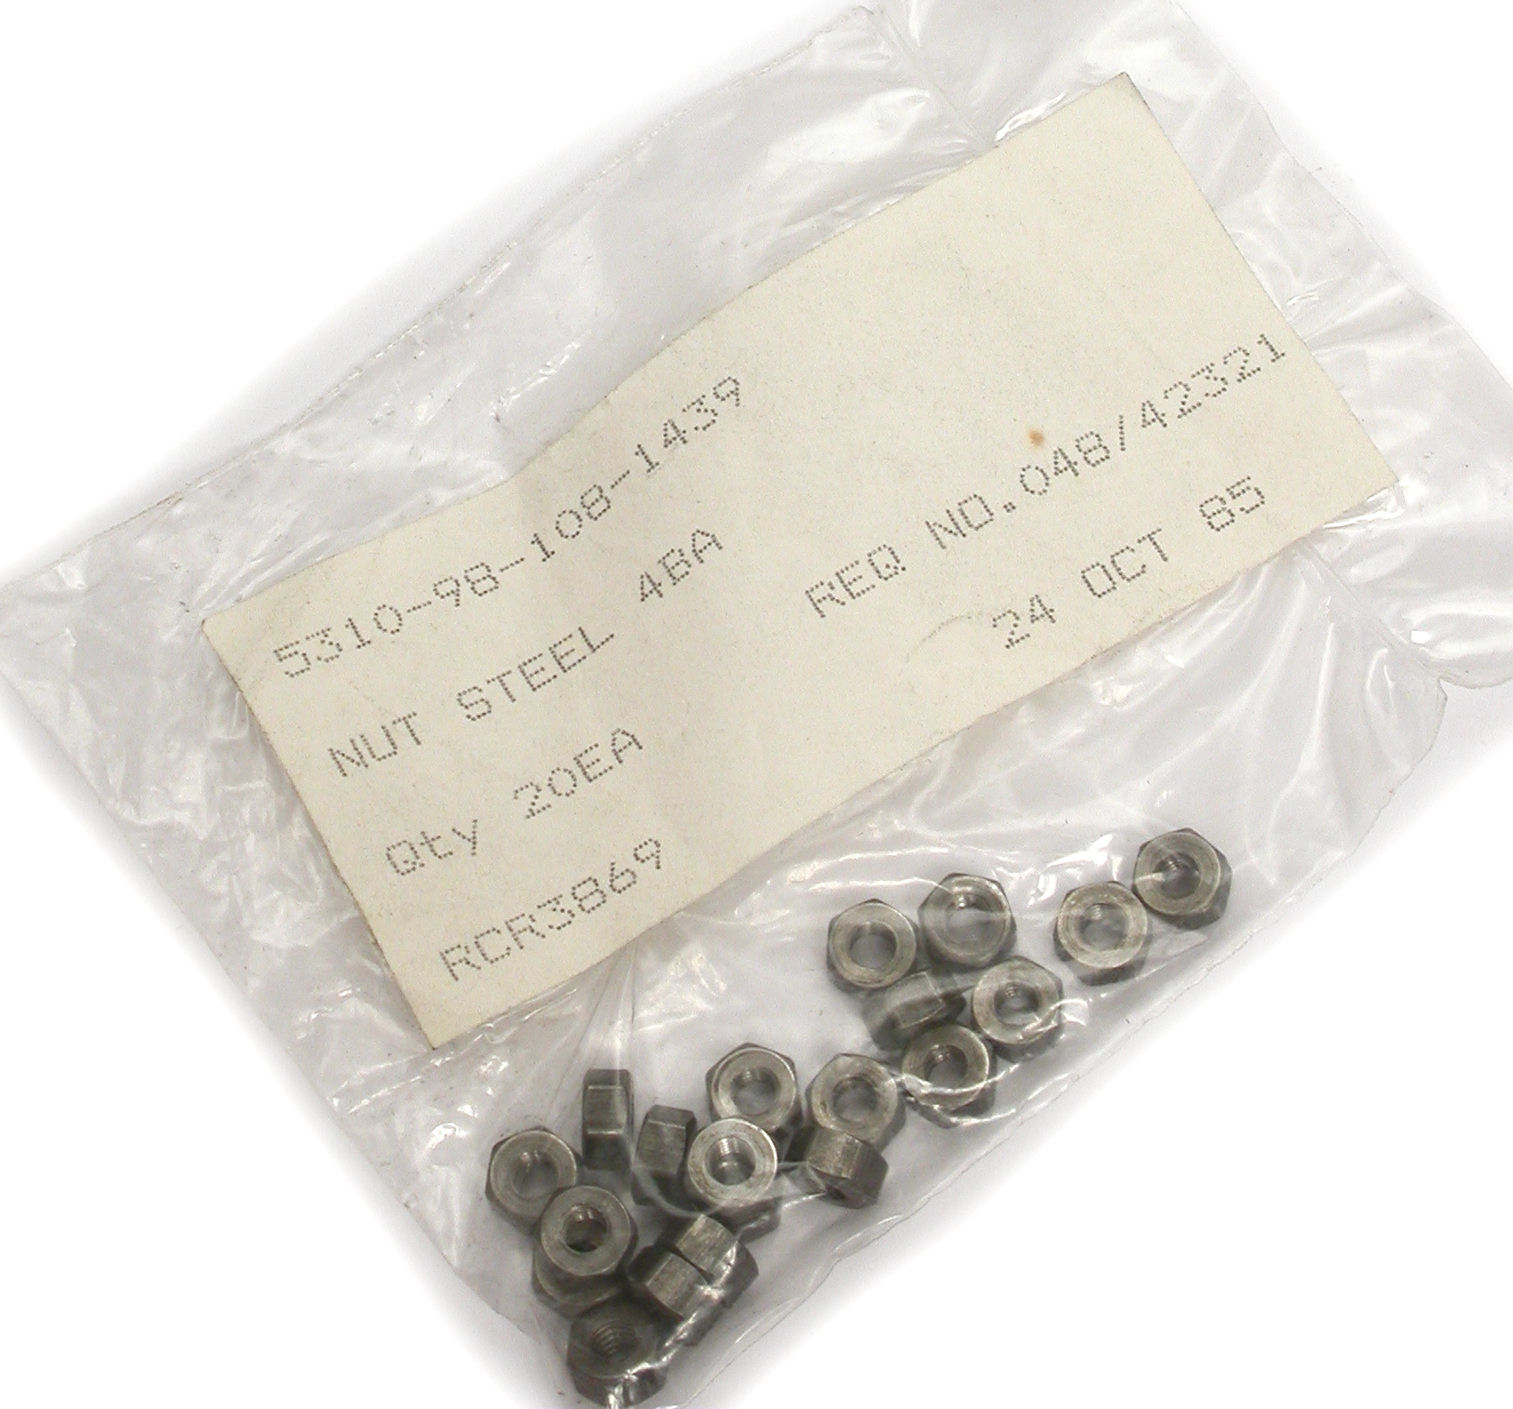 5310-98-108-1439
NUT STEEL 4BA
Qty 20EA REQ NO.048/42321
RCR3869 24 OCT 85